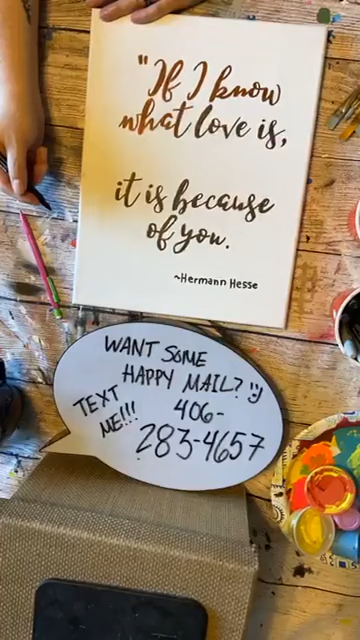 "If I know
what love is,
it is because
of you.
~Hermann Hesse
WANT SOME
HAPPY MAIL? :)
TEXT
ME!!!
406-
283-4657